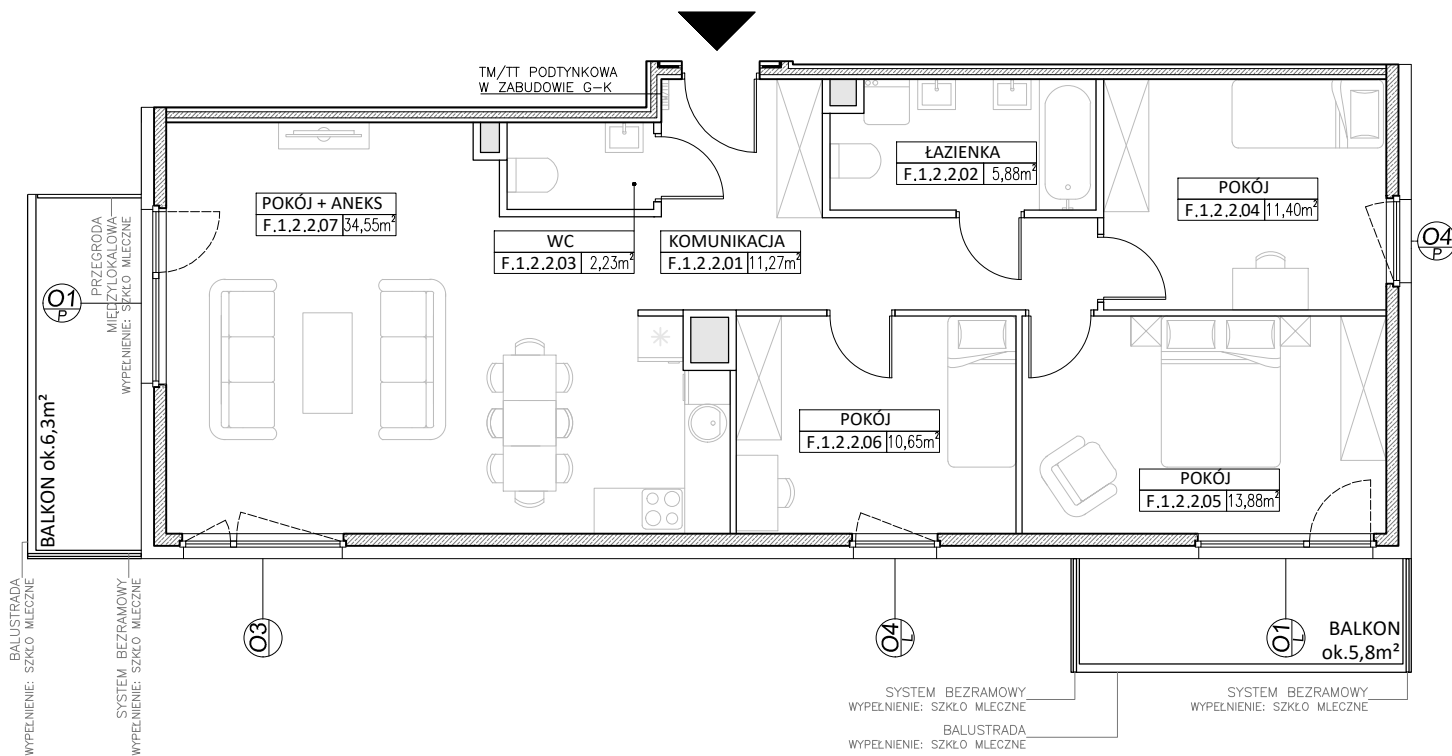 TM/TT PODTYNKOWA
W ZABUDOWIE G-K
ŁAZIENKA
F.1.2.2.02 5,88m²
POKÓJ
F.1.2.2.04 11,40m²
POKÓJ + ANEKS
F.1.2.2.07 34,55m²
WC
F.1.2.2.03 2,23m²
KOMUNIKACJA
F.1.2.2.01 11,27m²
O4
P
O1
P
PRZEGRODA
MIĘDZYLOKALOWA
WYPEŁNIENIE: SZKŁO MLECZNE
BALKON ok.6,3m²
POKÓJ
F.1.2.2.06 10,65m²
POKÓJ
F.1.2.2.05 13,88m²
BALUSTRADA
WYPEŁNIENIE: SZKŁO MLECZNE
SYSTEM BEZRAMOWY
WYPEŁNIENIE: SZKŁO MLECZNE
O3
O4
L
O1
L
BALKON
ok.5,8m²
SYSTEM BEZRAMOWY
WYPEŁNIENIE: SZKŁO MLECZNE
SYSTEM BEZRAMOWY
WYPEŁNIENIE: SZKŁO MLECZNE
BALUSTRADA
WYPEŁNIENIE: SZKŁO MLECZNE